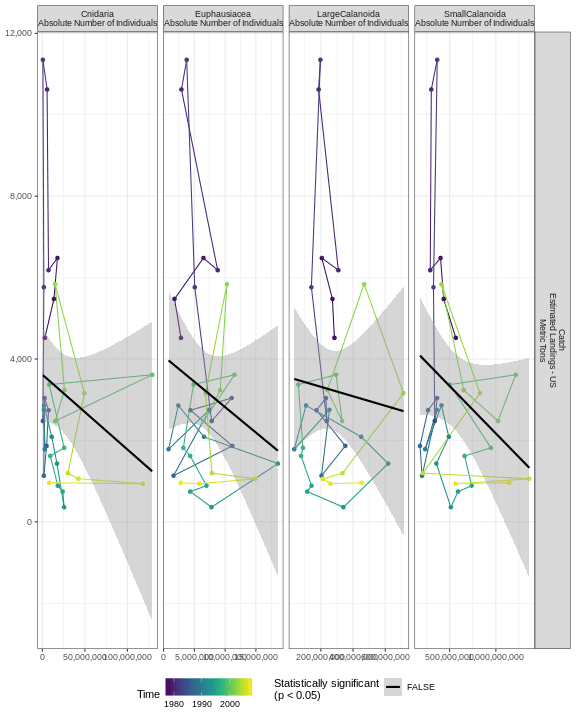 Cnidaria
Absolute Number of Individuals
Euphausiacea
Absolute Number of Individuals
LargeCalanoida
Absolute Number of Individuals
SmallCalanoida
Absolute Number of Individuals
12,000
8,000
4,000
0
Catch
Estimated Landings - US
Metric Tons
0 50,000,000 100,000,000
0 5,000,000 10,000,000 15,000,000
200,000,000 400,000,000 600,000,000
500,000,000 1,000,000,000
Time
1980 1990 2000
Statistically significant
(p < 0.05)
FALSE